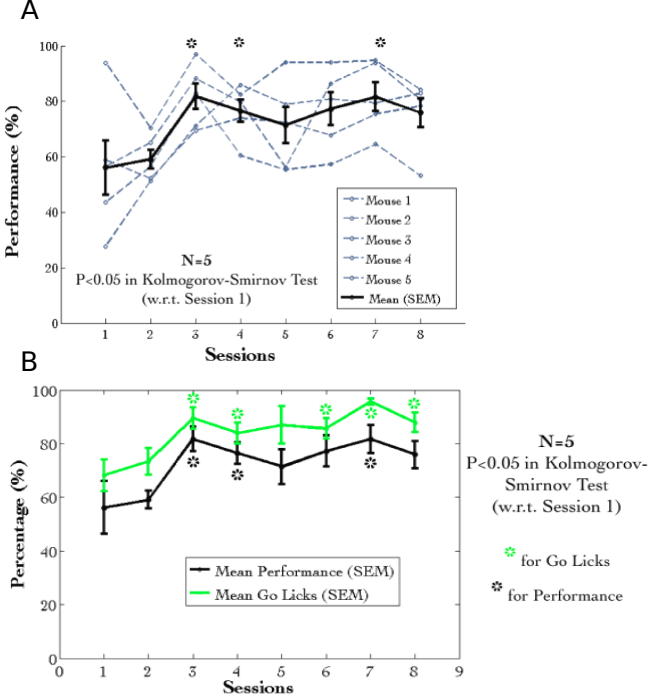 A
100
80
60
40
20
0
Performance (%)
1 2 3 4 5 6 7 8
Sessions
N=5
P<0.05 in Kolmogorov-Smirnov Test
(w.r.t. Session 1)
Mouse 1
Mouse 2
Mouse 3
Mouse 4
Mouse 5
Mean (SEM)
B
100
80
60
40
20
0
Percentage (%)
0 1 2 3 4 5 6 7 8 9
Sessions
Mean Performance (SEM)
Mean Go Licks (SEM)
N=5
P<0.05 in Kolmogorov-
Smirnov Test
(w.r.t. Session 1)
for Go Licks
for Performance